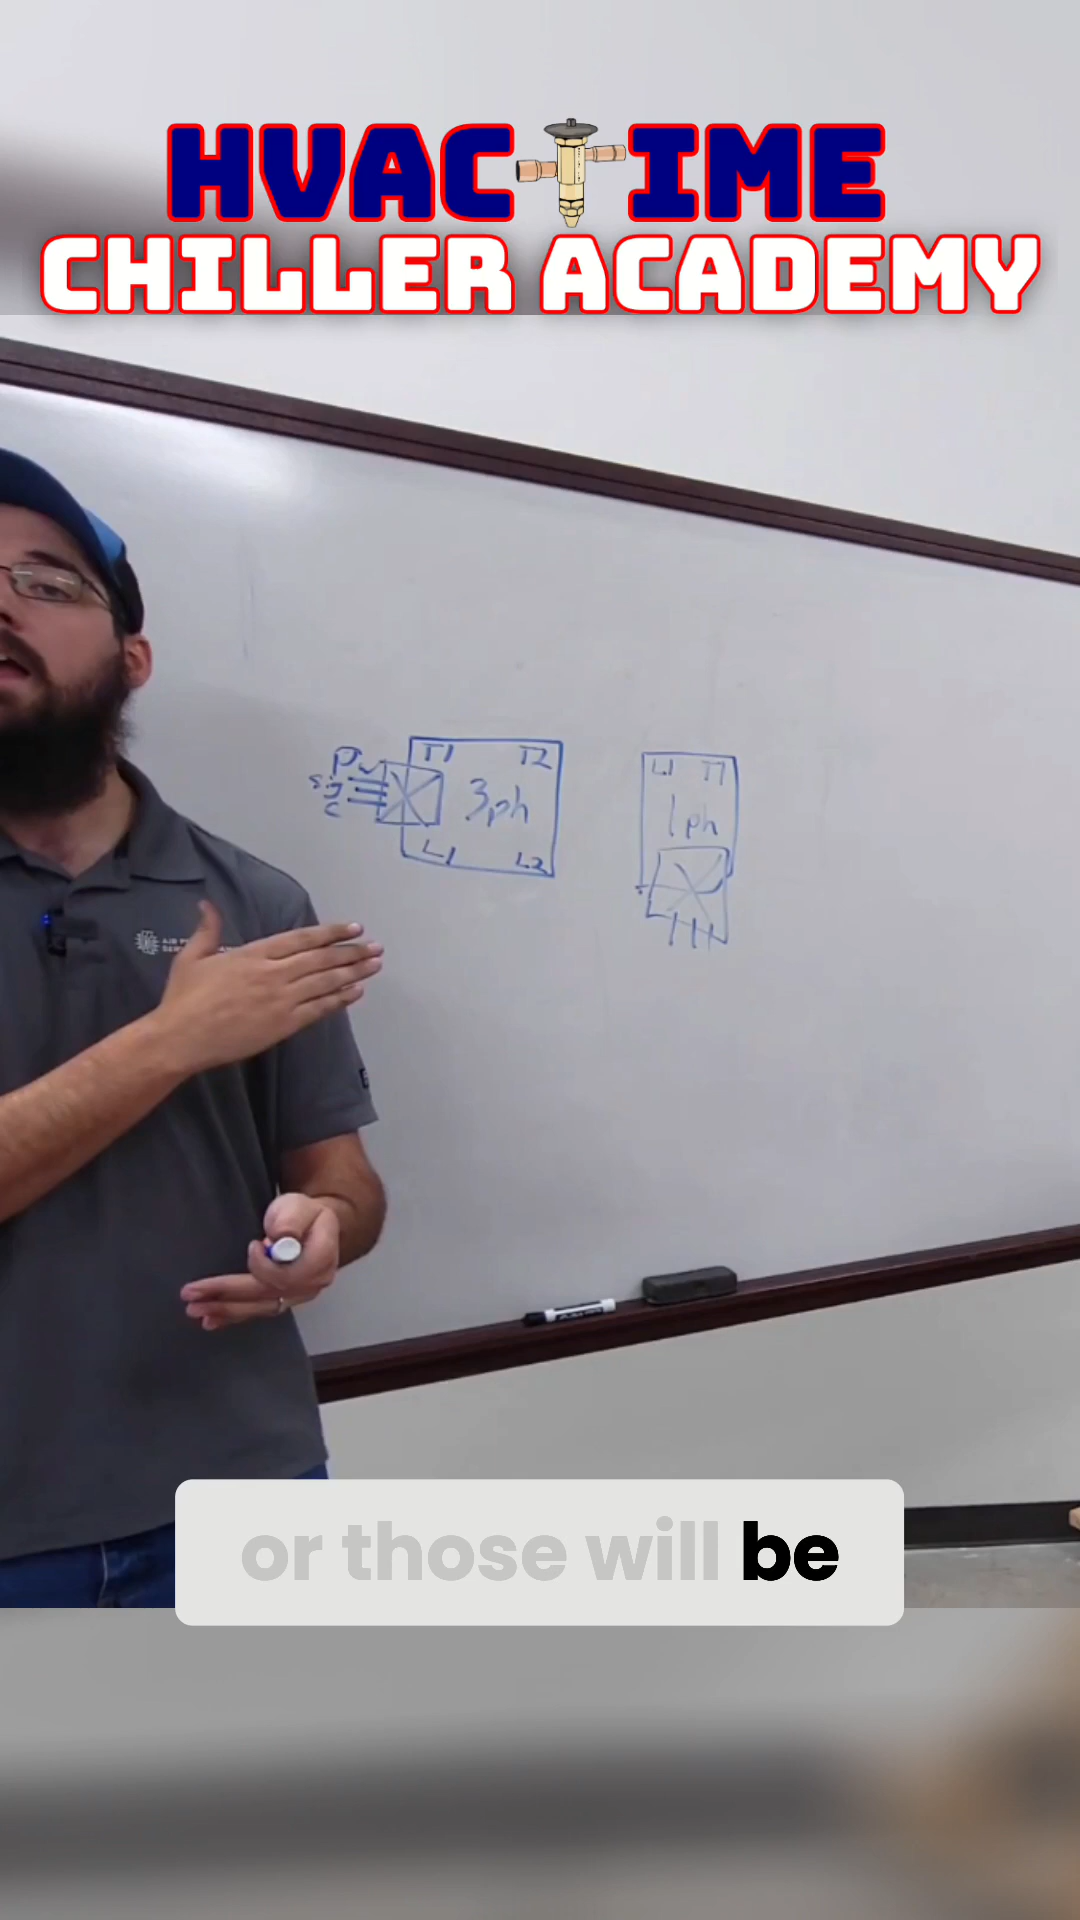 HVAC IME
CHILLER ACADEMY
T1 T2
3ph
L1 L2
L1 T1
1ph
or those will be